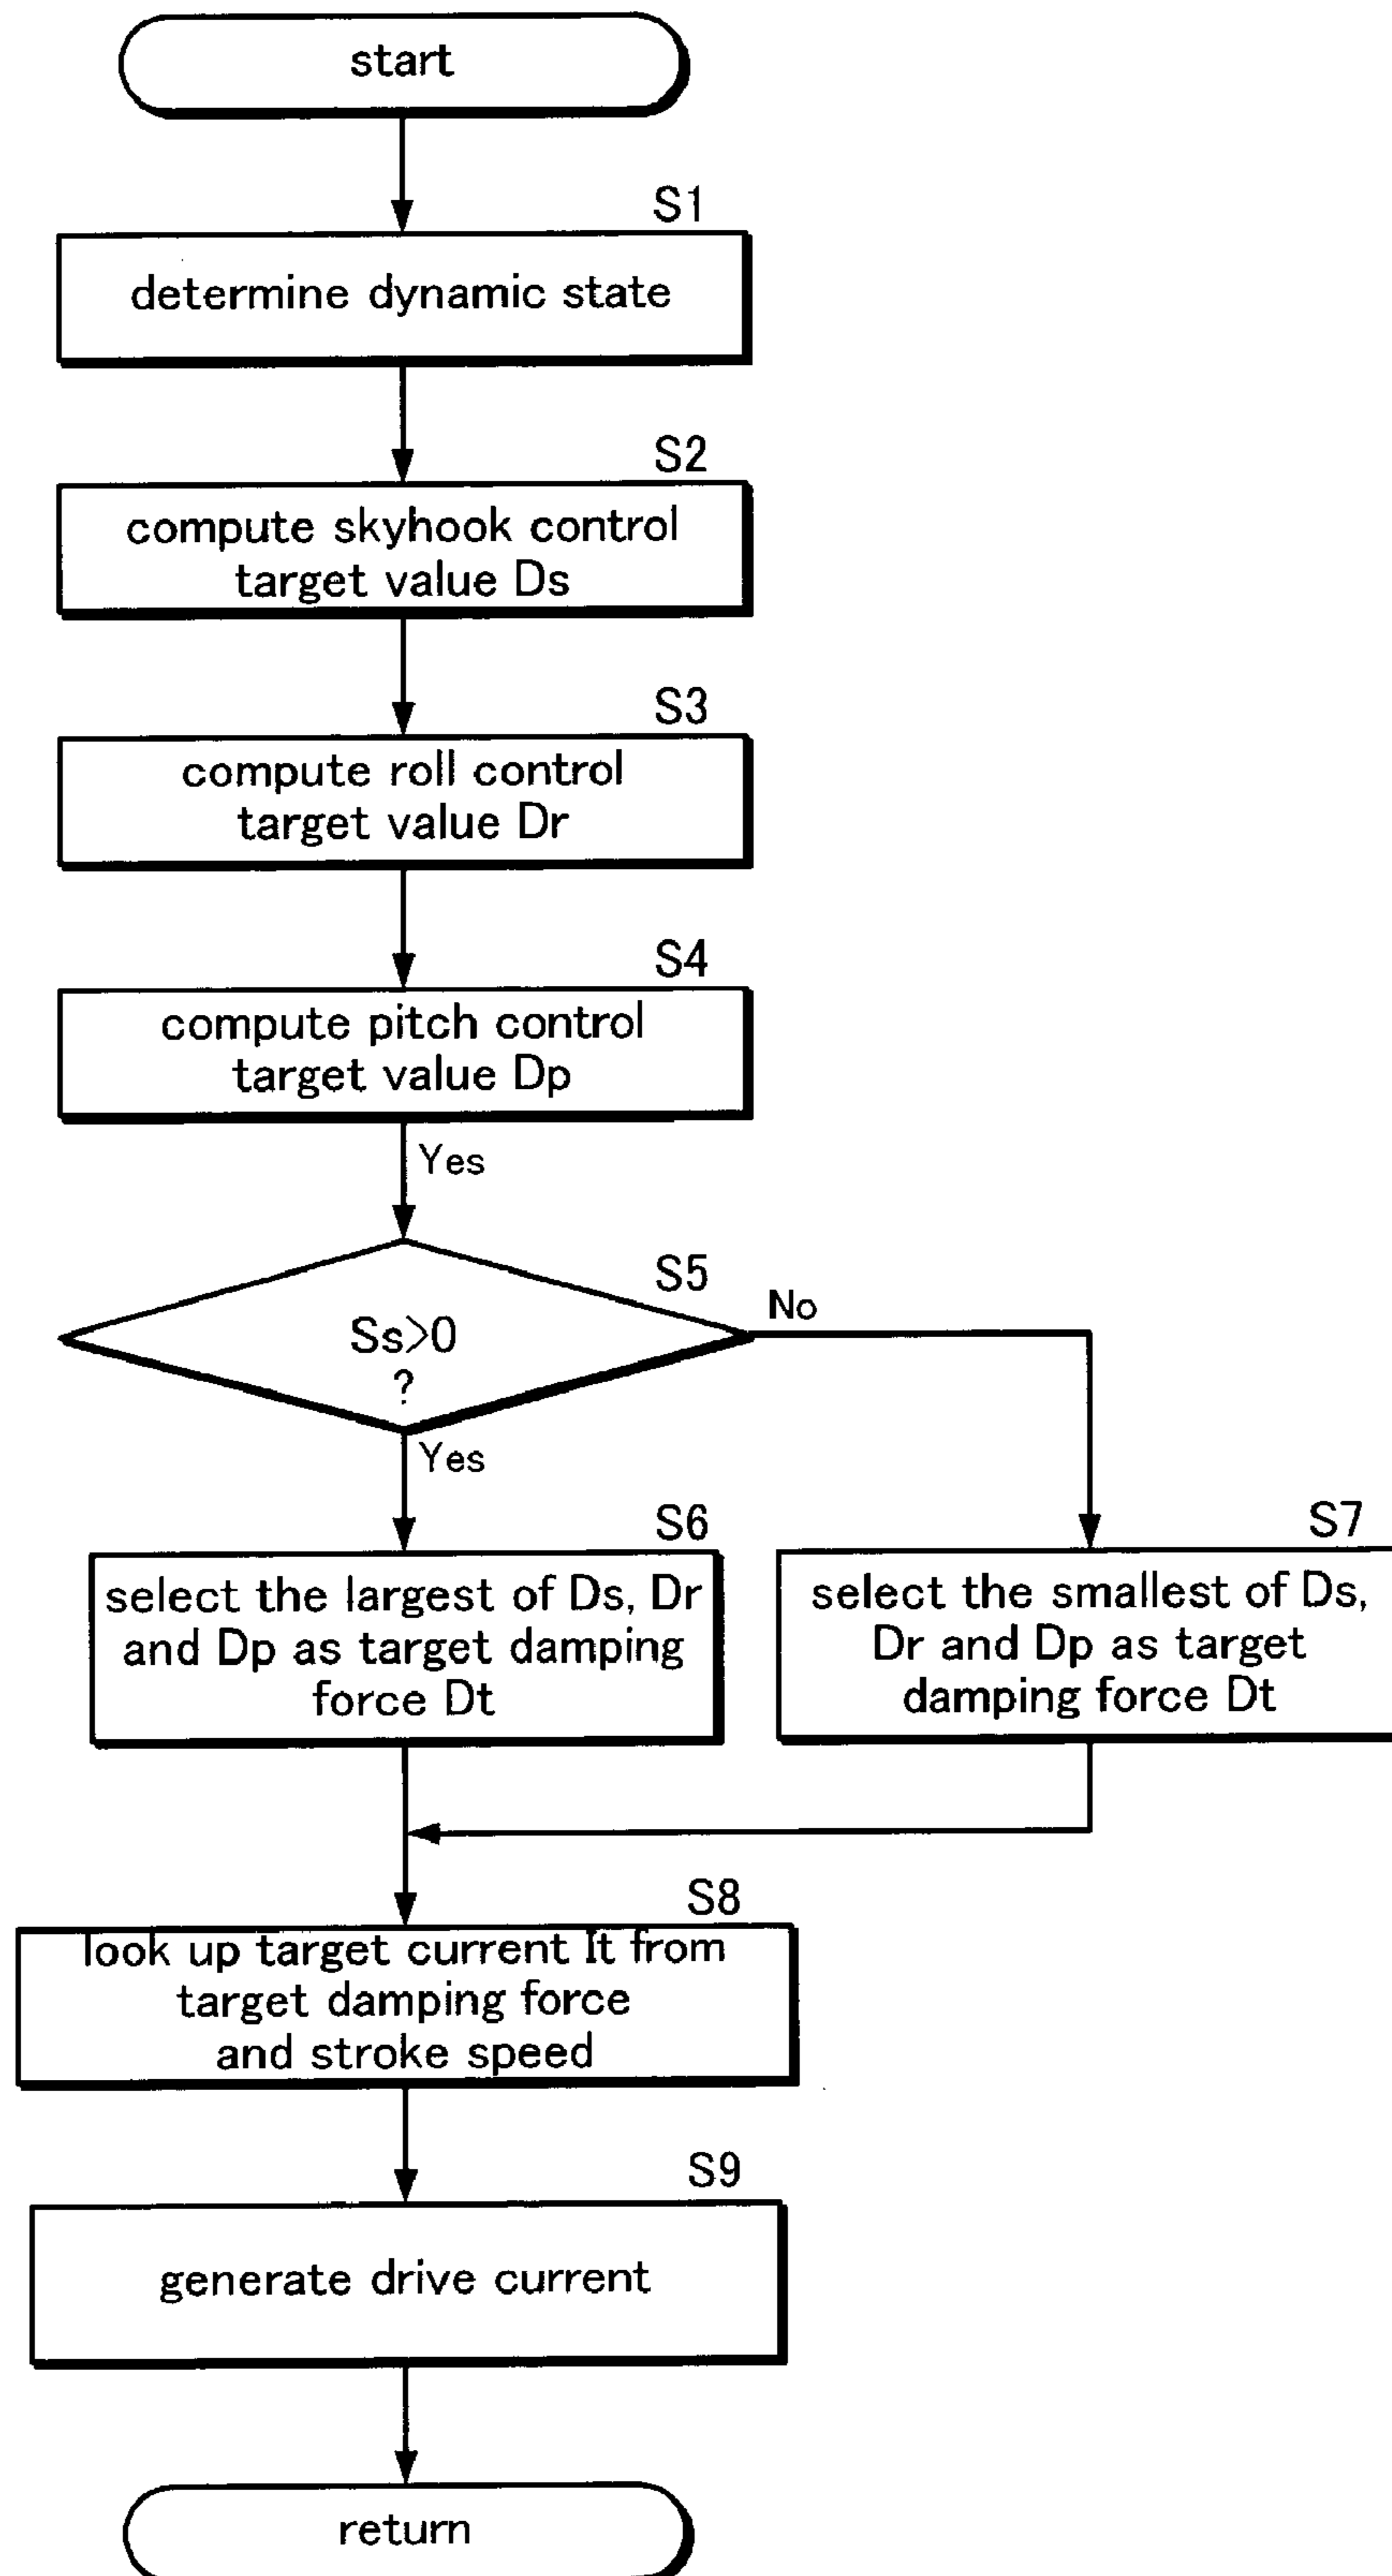 start
S1
determine dynamic state
S2
compute skyhook control
target value Ds
S3
compute roll control
target value Dr
S4
compute pitch control
target value Dp
Yes
S5
Ss>0
?
No
Yes
S6
select the largest of Ds, Dr
and Dp as target damping
force Dt
S7
select the smallest of Ds,
Dr and Dp as target
damping force Dt
S8
look up target current It from
target damping force
and stroke speed
S9
generate drive current
return